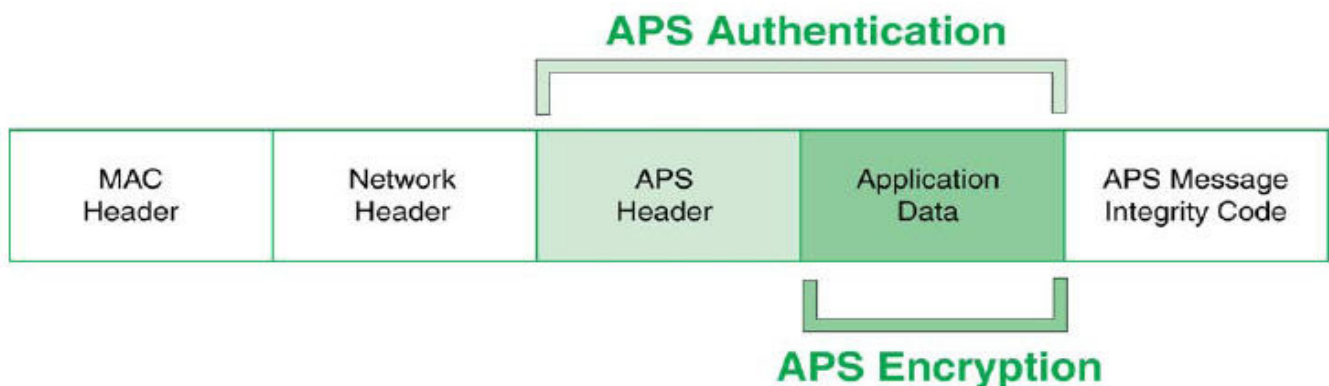 APS Authentication
MAC
Header
Network
Header
APS
Header
Application
Data
APS Message
Integrity Code
APS Encryption